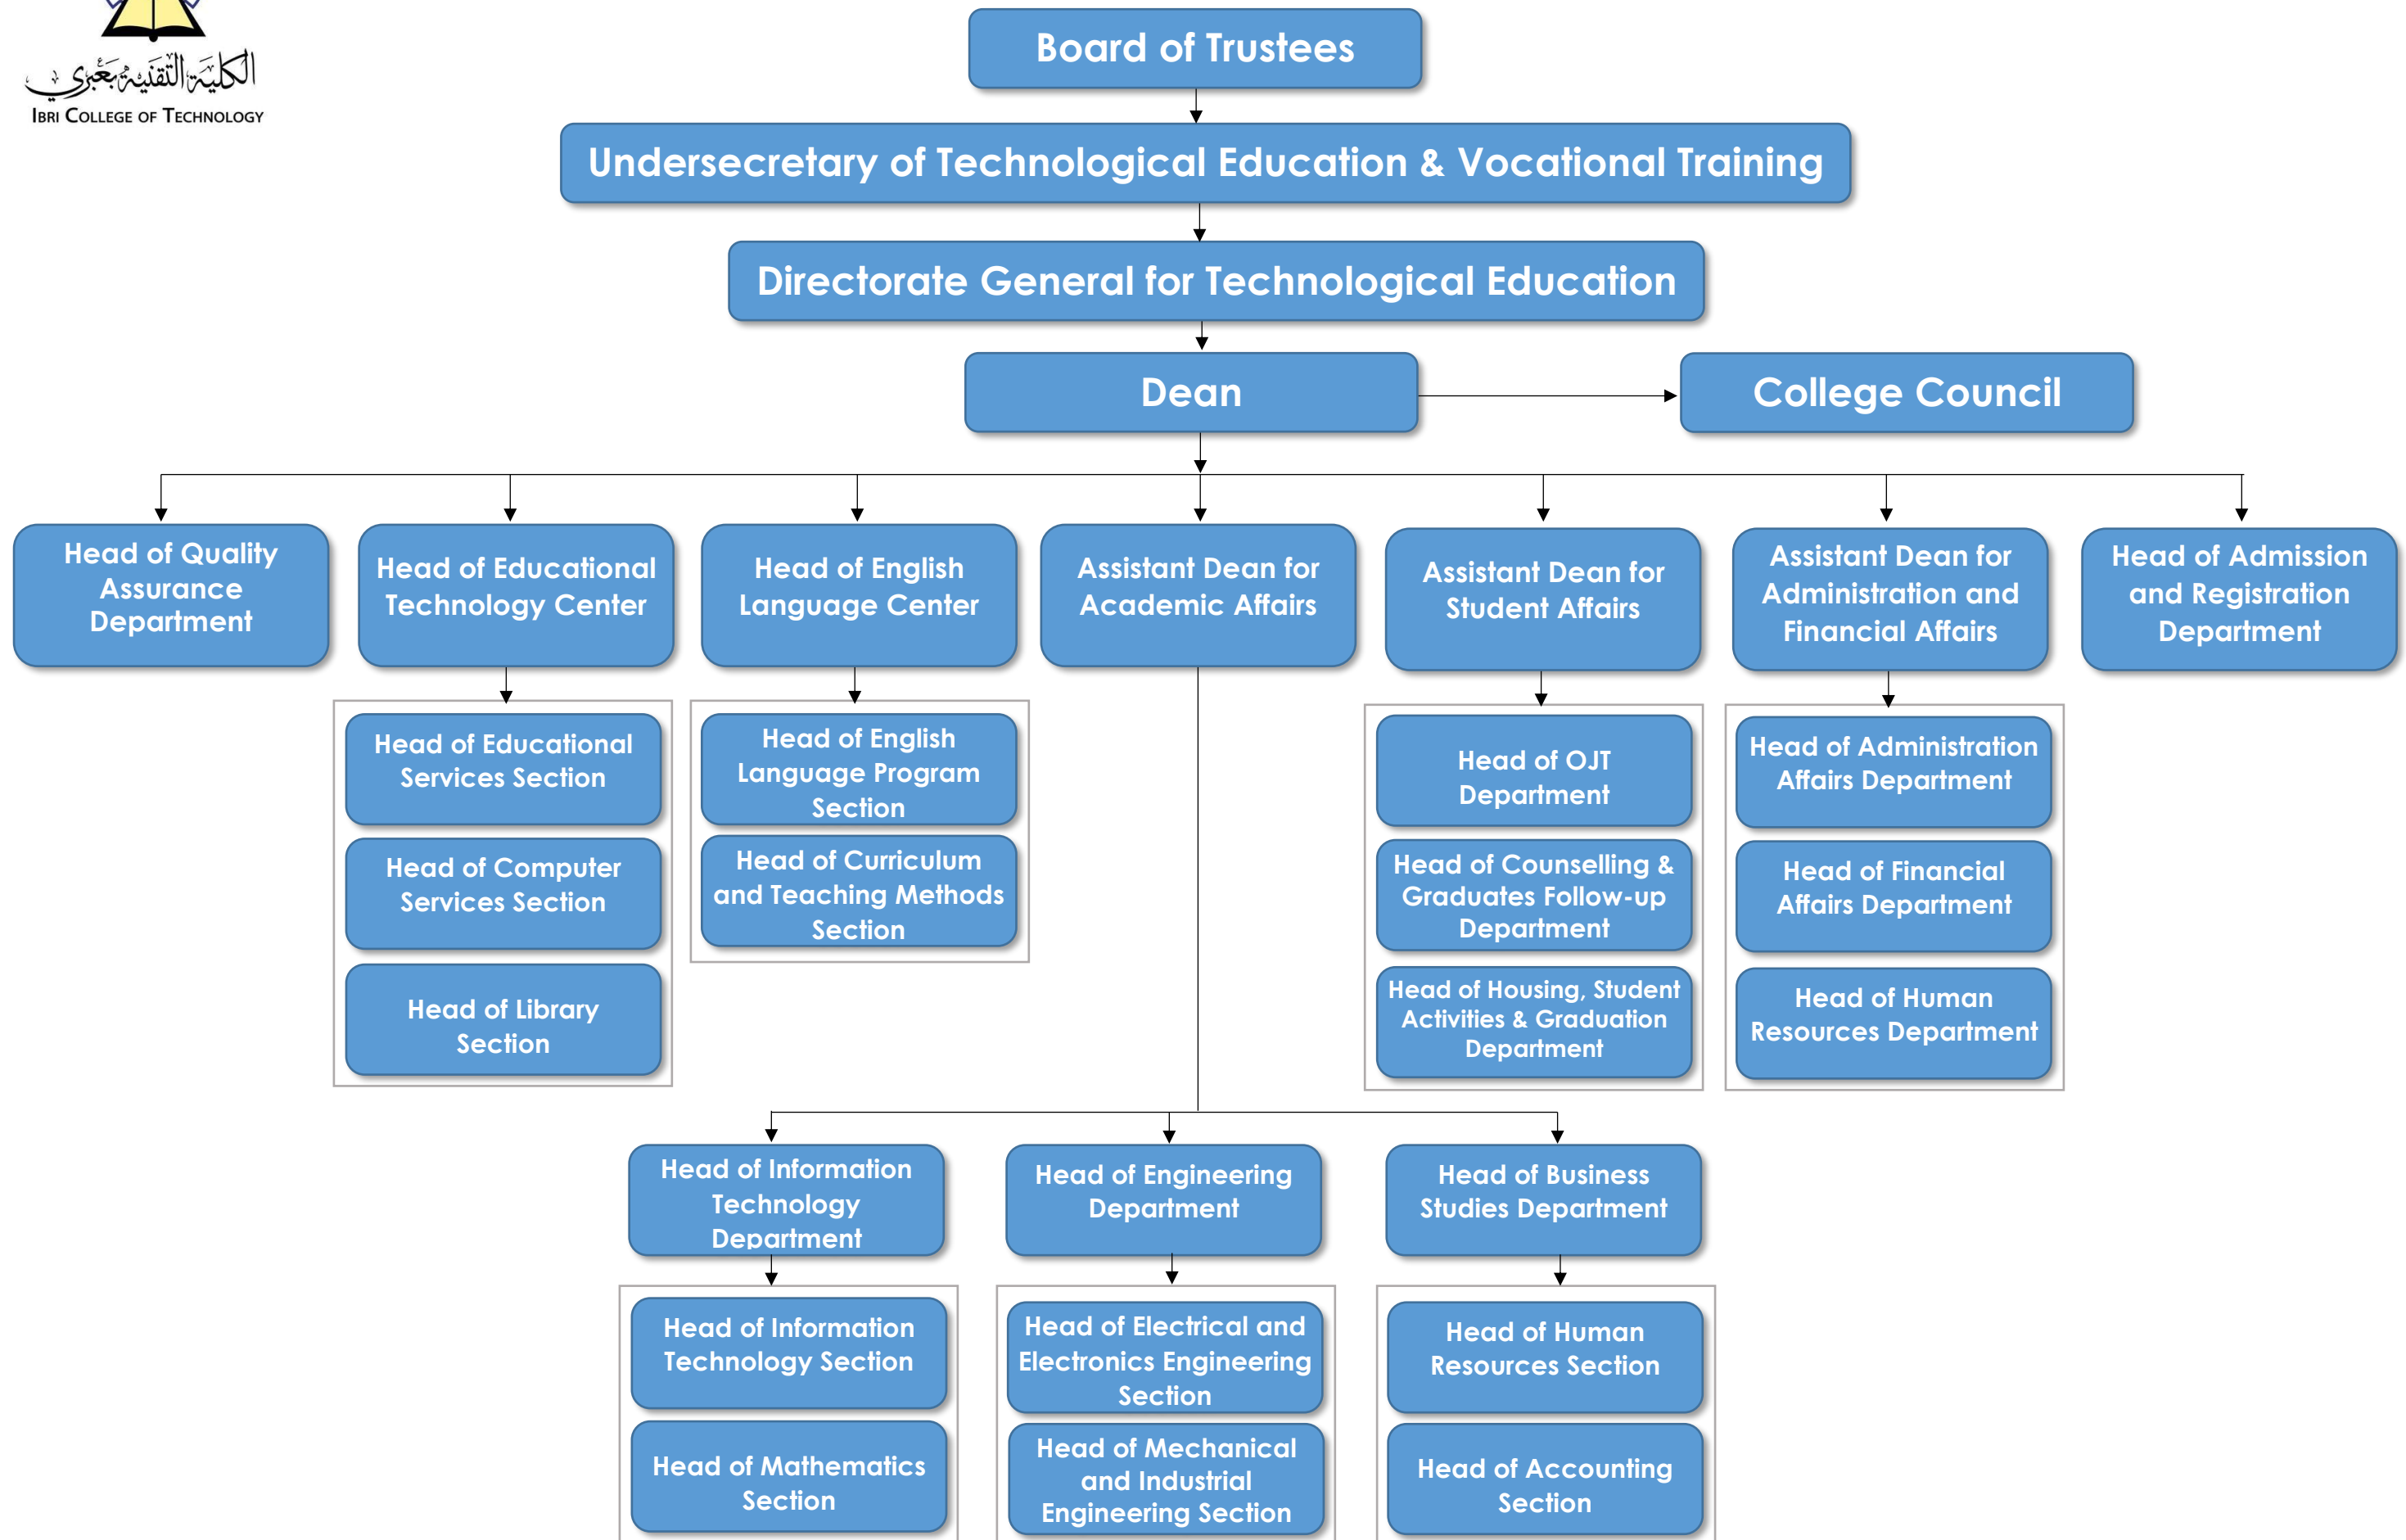 الكلية التقنية بعبري
IBRI COLLEGE OF TECHNOLOGY
Board of Trustees
Undersecretary of Technological Education & Vocational Training
Directorate General for Technological Education
Dean
College Council
Head of Quality
Assurance
Department
Head of Educational
Technology Center
Head of English
Language Center
Assistant Dean for
Academic Affairs
Assistant Dean for
Student Affairs
Assistant Dean for
Administration and
Financial Affairs
Head of Admission
and Registration
Department
Head of Educational
Services Section
Head of Computer
Services Section
Head of Library
Section
Head of English
Language Program
Section
Head of Curriculum
and Teaching Methods
Section
Head of OJT
Department
Head of Counselling &
Graduates Follow-up
Department
Head of Housing, Student
Activities & Graduation
Department
Head of Administration
Affairs Department
Head of Financial
Affairs Department
Head of Human
Resources Department
Head of Information
Technology
Department
Head of Engineering
Department
Head of Business
Studies Department
Head of Information
Technology Section
Head of Mathematics
Section
Head of Electrical and
Electronics Engineering
Section
Head of Mechanical
and Industrial
Engineering Section
Head of Human
Resources Section
Head of Accounting
Section